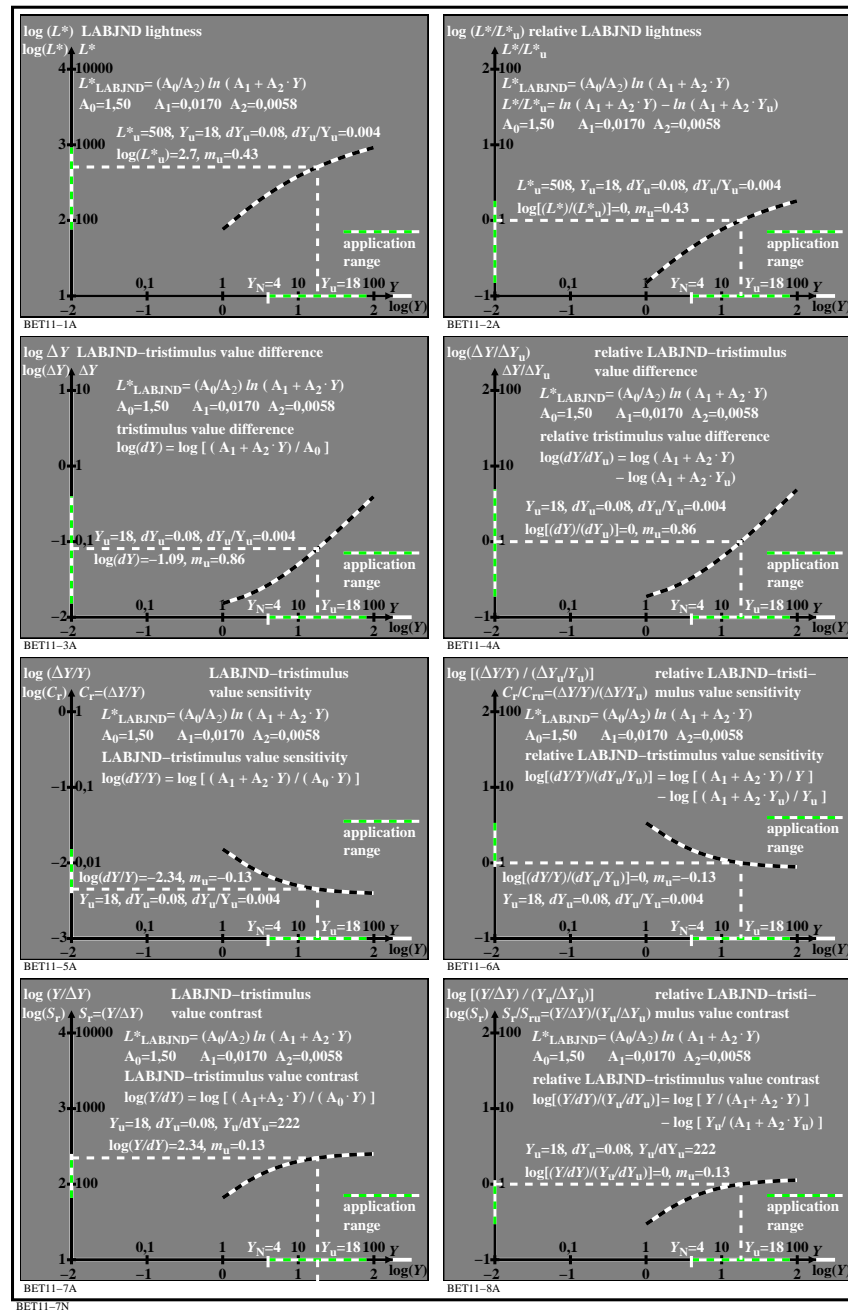 log (L*) LABJND lightness
log(L*) L*
4 10000
L*LABJND= (A0/A2) ln ( A1 + A2· Y)
A0=1,50 A1=0,0170 A2=0,0058
L*u=508, Yu=18, dYu=0.08, dYu/Yu=0.004
3 1000
log(L*u)=2.7, mu=0.43
2 100
application
range
0,1 1 YN=4 10 Yu=18 100 Y
1
−2 −1 0 1 2 log(Y)
BET11−1A
log (L*/L*u) relative LABJND lightness
L*/L*u
2 100
L*LABJND= (A0/A2) ln ( A1 + A2· Y)
L*/L*u= ln ( A1 + A2· Y) − ln ( A1 + A2· Yu)
A0=1,50 A1=0,0170 A2=0,0058
1 10
L*u=508, Yu=18, dYu=0.08, dYu/Yu=0.004
log[(L*)/(L*u)]=0, mu=0.43
0 1
application
range
0,1 1 YN=4 10 Yu=18 100 Y
−1
−2 −1 0 1 2 log(Y)
BET11−2A
log ΔY LABJND−tristimulus value difference
log(ΔY) ΔY
1 10
L*LABJND= (A0/A2) ln ( A1 + A2· Y)
A0=1,50 A1=0,0170 A2=0,0058
tristimulus value difference
log(dY) = log [ ( A1 + A2· Y) / A0 ]
0 1
Yu=18, dYu=0.08, dYu/Yu=0.004
−1 0,1
log(dY)=−1.09, mu=0.86
application
range
0,1 1 YN=4 10 Yu=18 100 Y
−2
−2 −1 0 1 2 log(Y)
BET11−3A
log(ΔY/ΔYu) relative LABJND−tristimulus
ΔY/ΔYu value difference
2 100
L*LABJND= (A0/A2) ln ( A1 + A2· Y)
A0=1,50 A1=0,0170 A2=0,0058
relative tristimulus value difference
log(dY/dYu) = log ( A1 + A2· Y)
− log (A1 + A2· Yu)
1 10
Yu=18, dYu=0.08, dYu/Yu=0.004
log[(dY)/(dYu)]=0, mu=0.86
0 1
application
range
0,1 1 YN=4 10 Yu=18 100 Y
−1
−2 −1 0 1 2 log(Y)
BET11−4A
log (ΔY/Y) LABJND−tristimulus
log(Cr) Cr=(ΔY/Y) value sensitivity
0 1
L*LABJND= (A0/A2) ln ( A1 + A2· Y)
A0=1,50 A1=0,0170 A2=0,0058
LABJND−tristimulus value sensitivity
log(dY/Y) = log [ ( A1 + A2· Y) / ( A0· Y) ]
−1 0,1
application
range
−2 0,01
log(dY/Y)=−2.34, mu=−0.13
Yu=18, dYu=0.08, dYu/Yu=0.004
0,1 1 YN=4 10 Yu=18 100 Y
−3
−2 −1 0 1 2 log(Y)
BET11−5A
log [(ΔY/Y) / (ΔYu/Yu)] relative LABJND−tristi−
Cr/Cru=(ΔY/Y)/(ΔY/Yu) mulus value sensitivity
2 100
L*LABJND= (A0/A2) ln ( A1 + A2· Y)
A0=1,50 A1=0,0170 A2=0,0058
relative LABJND−tristimulus value sensitivity
log[(dY/Y)/(dYu/Yu)] = log [ ( A1 + A2· Y) / Y ]
− log [ ( A1 + A2· Yu) / Yu ]
1 10
application
range
0 1
log[(dY/Y)/(dYu/Yu)]=0, mu=−0.13
Yu=18, dYu=0.08, dYu/Yu=0.004
0,1 1 YN=4 10 Yu=18 100 Y
−1
−2 −1 0 1 2 log(Y)
BET11−6A
log (Y/ΔY) LABJND−tristimulus
log(Sr) Sr=(Y/ΔY) value contrast
4 10000
L*LABJND= (A0/A2) ln ( A1 + A2· Y)
A0=1,50 A1=0,0170 A2=0,0058
LABJND−tristimulus value contrast
log(Y/dY) = log [ ( A1+A2· Y) / ( A0· Y) ]
3 1000
Yu=18, dYu=0.08, Yu/dYu=222
log(Y/dY)=2.34, mu=0.13
2 100
application
range
0,1 1 YN=4 10 Yu=18 100 Y
1
−2 −1 0 1 2 log(Y)
BET11−7A
log [(Y/ΔY) / (Yu/ΔYu)] relative LABJND−tristi−
log(Sr) Sr/Sru=(Y/ΔY)/(Yu/ΔYu) mulus value contrast
2 100
L*LABJND= (A0/A2) ln ( A1 + A2· Y)
A0=1,50 A1=0,0170 A2=0,0058
relative LABJND−tristimulus value contrast
log[(Y/dY)/(Yu/dYu)]= log [ Y / (A1+ A2· Y) ]
− log [ Yu/ (A1 + A2· Yu) ]
1 10
Yu=18, dYu=0.08, Yu/dYu=222
log[(Y/dY)/(Yu/dYu)]=0, mu=0.13
0 1
application
range
0,1 1 YN=4 10 Yu=18 100 Y
−1
−2 −1 0 1 2 log(Y)
BET11−8A
BET11−7N